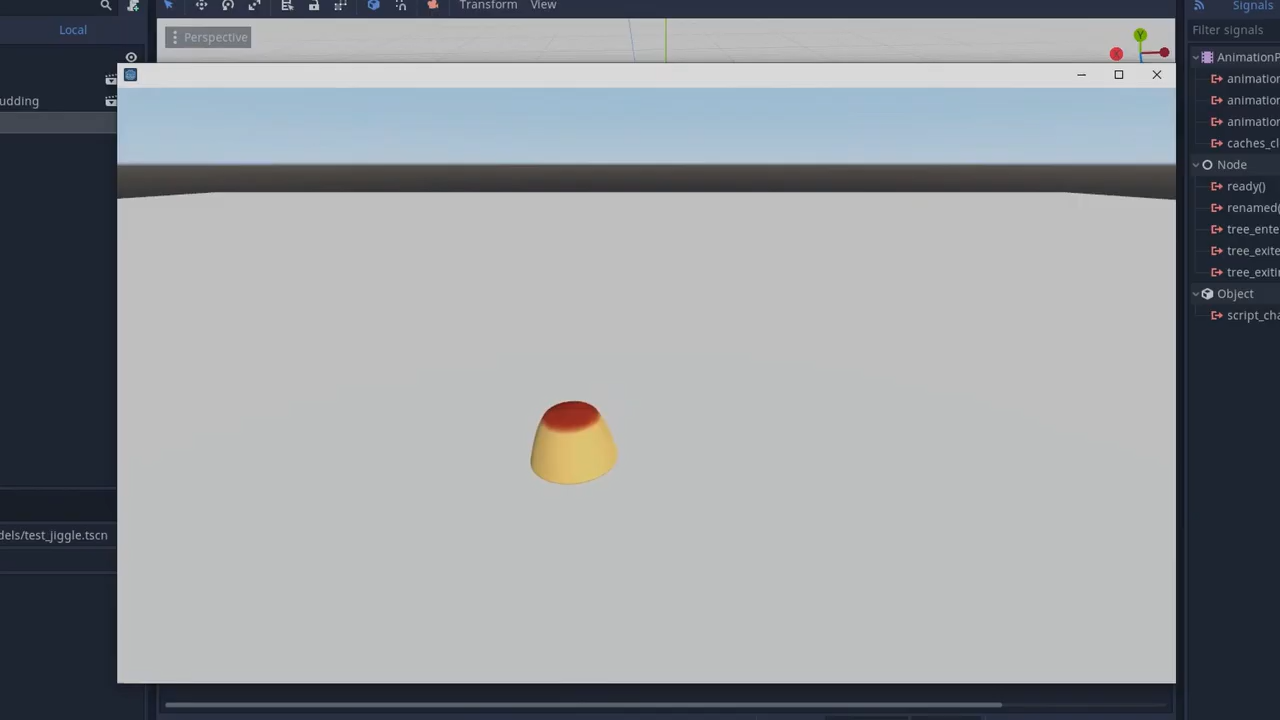 Transform View
Signals
Local
Perspective
Filter signals
Y
X
AnimationP
animation
animation
animation
caches_cl
udding
Node
ready()
renamed(
tree_ente
tree_exite
tree_exitin
Object
script_cha
dels/test_jiggle.tscn